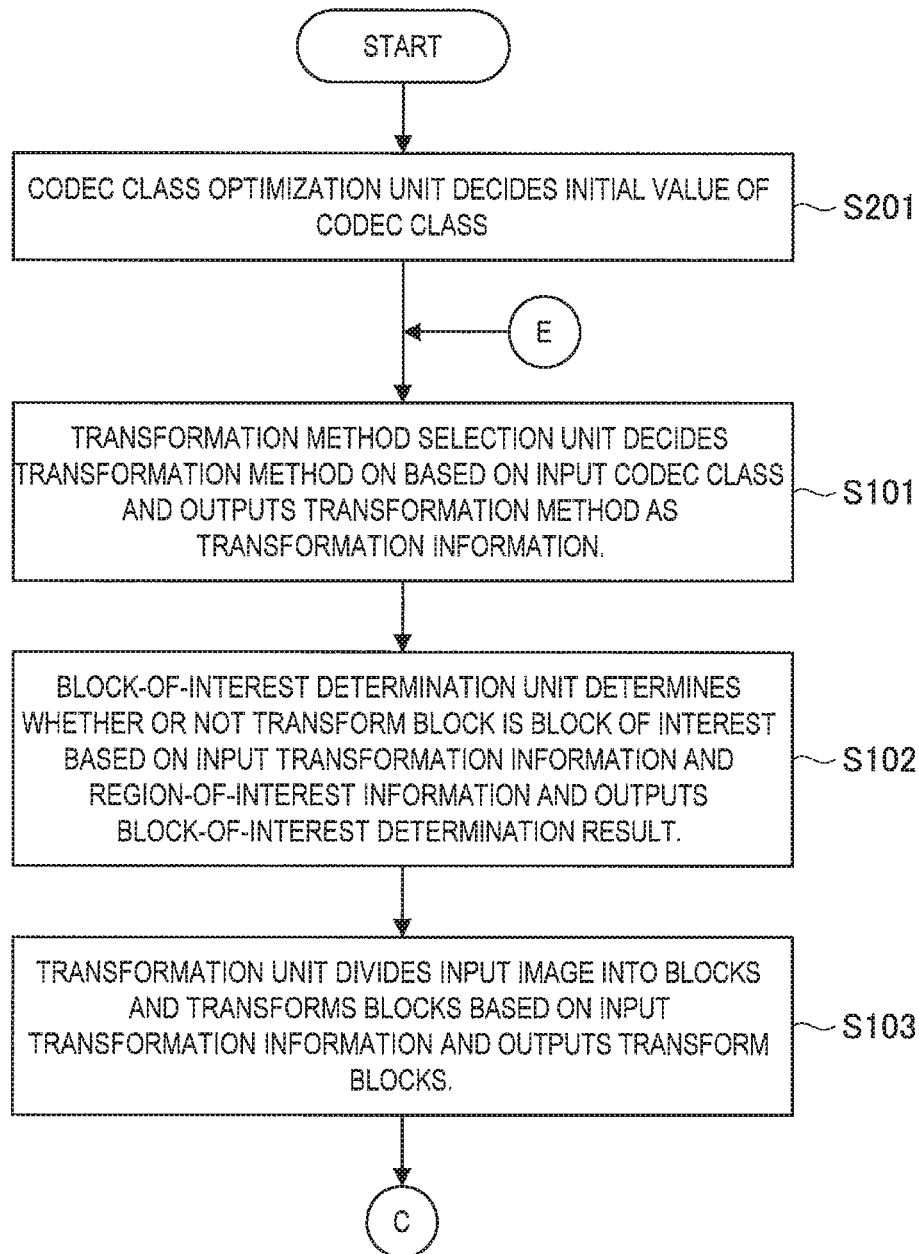 START
CODEC CLASS OPTIMIZATION UNIT DECIDES INITIAL VALUE OF
CODEC CLASS
S201
E
TRANSFORMATION METHOD SELECTION UNIT DECIDES
TRANSFORMATION METHOD ON BASED ON INPUT CODEC CLASS
AND OUTPUTS TRANSFORMATION METHOD AS
TRANSFORMATION INFORMATION.
S101
BLOCK-OF-INTEREST DETERMINATION UNIT DETERMINES
WHETHER OR NOT TRANSFORM BLOCK IS BLOCK OF INTEREST
BASED ON INPUT TRANSFORMATION INFORMATION AND
REGION-OF-INTEREST INFORMATION AND OUTPUTS
BLOCK-OF-INTEREST DETERMINATION RESULT.
S102
TRANSFORMATION UNIT DIVIDES INPUT IMAGE INTO BLOCKS
AND TRANSFORMS BLOCKS BASED ON INPUT
TRANSFORMATION INFORMATION AND OUTPUTS TRANSFORM
BLOCKS.
S103
C